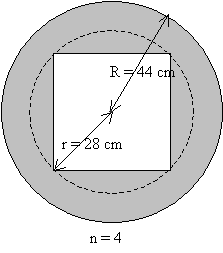 R = 44 cm
r = 28 cm
n = 4